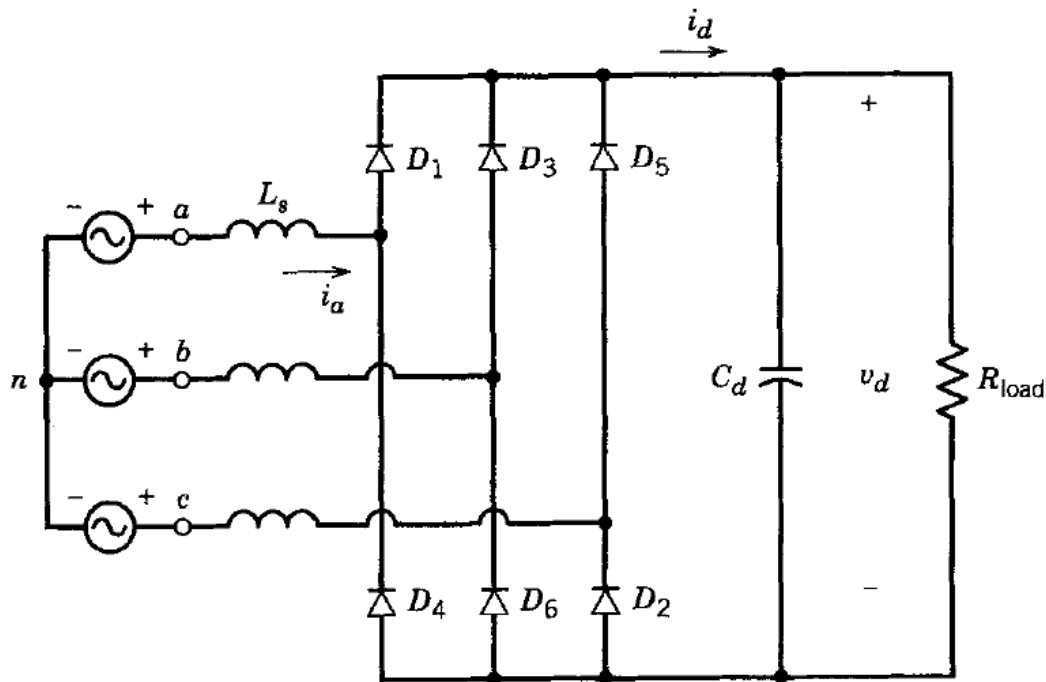 i_d
+
D_1 D_3 D_5
- + a L_s
i_a
n - + b
C_d v_d R_load
- + c
D_4 D_6 D_2 -